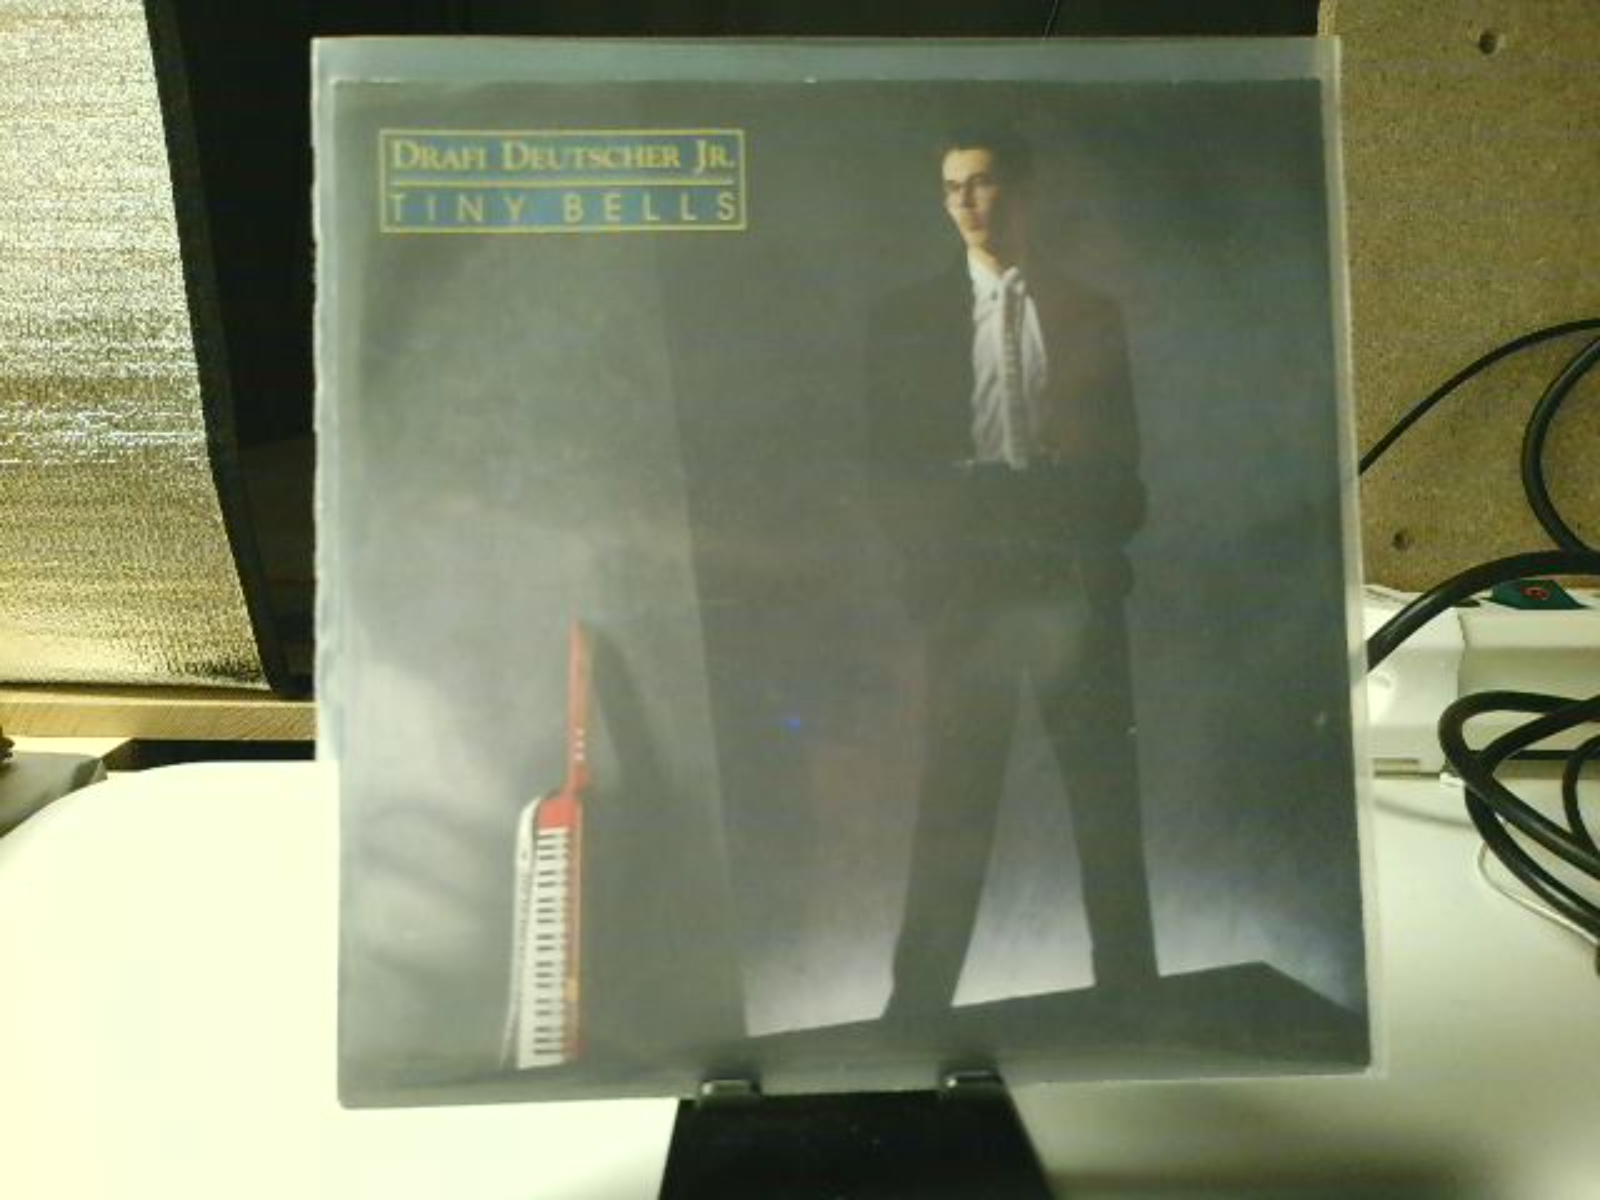 DRAFI DEUTSCHER JR.
TINY BELLS